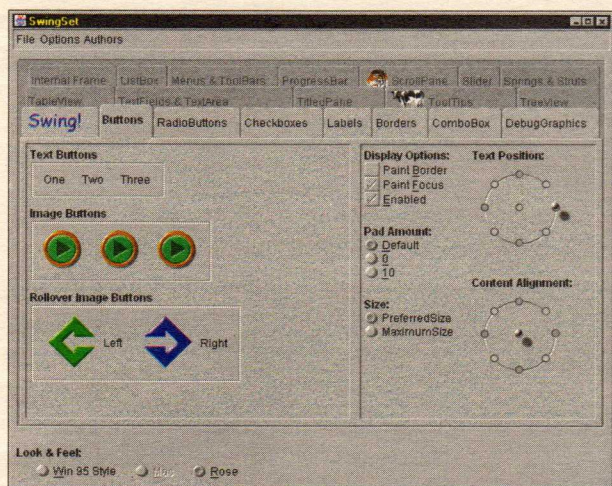 SwingSet
File Options Authors
Internal Frame ListBox Menus & ToolBars ProgressBar ScrollPane Slider Springs & Struts
TableView TextFields & TextArea TitledPane ToolTips TreeView
Swing! Buttons RadioButtons Checkboxes Labels Borders ComboBox DebugGraphics
Text Buttons
One Two Three
Image Buttons
Rollover Image Buttons
Left Right
Display Options:
Paint Border
Paint Focus
Enabled
Pad Amount:
Default
0
10
Size:
PreferredSize
MaximumSize
Text Position:
Content Alignment:
Look & Feel:
Win 95 Style Mac Rose